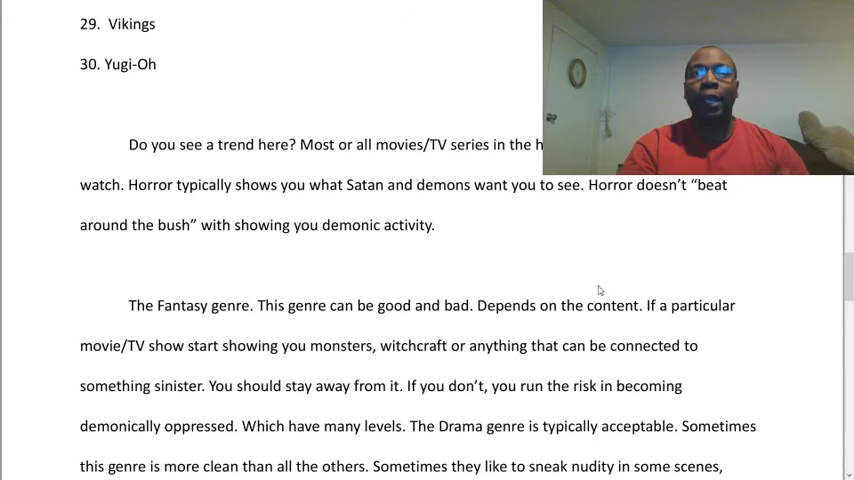 29. Vikings
30. Yugi-Oh
Do you see a trend here? Most or all movies/TV series in the h
watch. Horror typically shows you what Satan and demons want you to see. Horror doesn’t “beat
around the bush” with showing you demonic activity.
The Fantasy genre. This genre can be good and bad. Depends on the content. If a particular
movie/TV show start showing you monsters, witchcraft or anything that can be connected to
something sinister. You should stay away from it. If you don’t, you run the risk in becoming
demonically oppressed. Which have many levels. The Drama genre is typically acceptable. Sometimes
this genre is more clean than all the others. Sometimes they like to sneak nudity in some scenes,